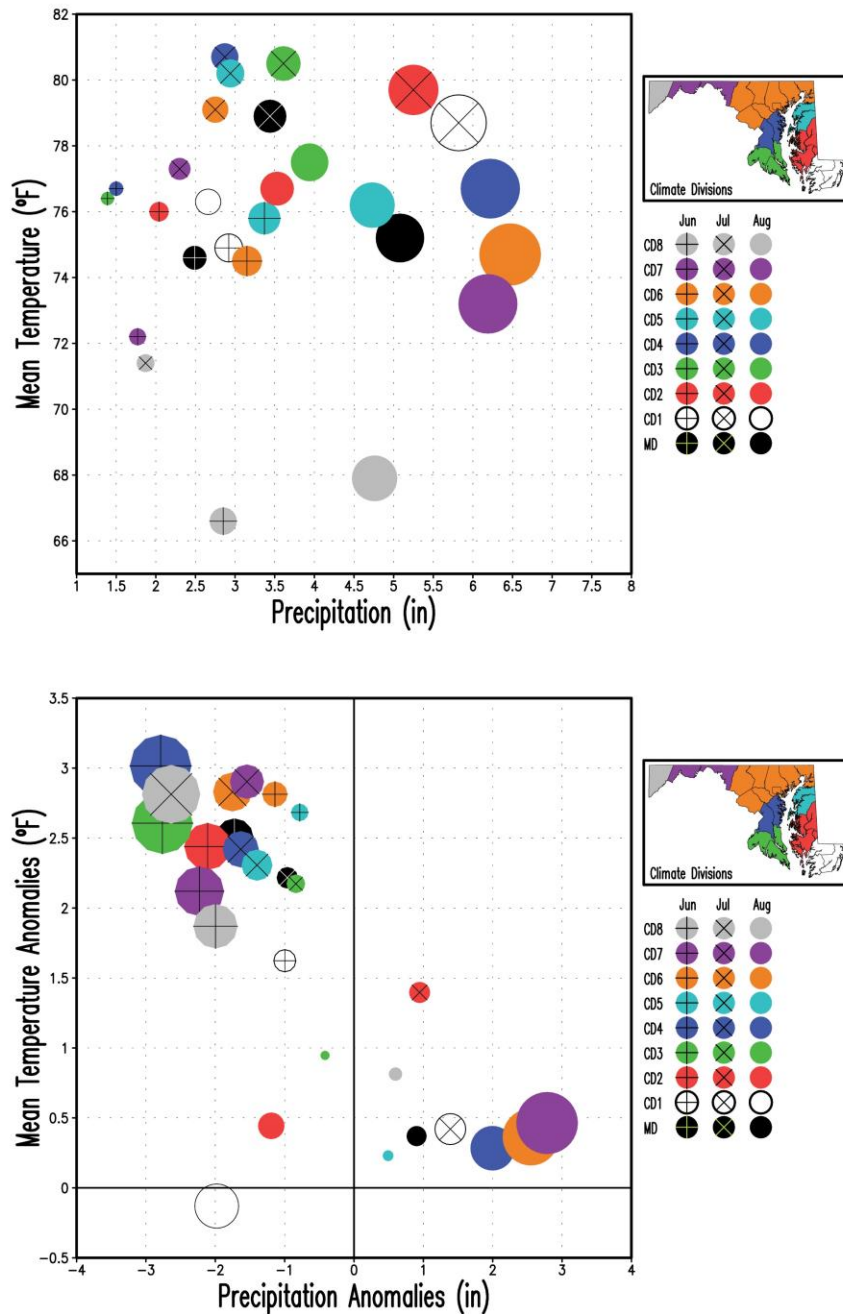 82
80
78
76
74
72
70
68
66
Mean Temperature (ºF)
1 1.5 2 2.5 3 3.5 4 4.5 5 5.5 6 6.5 7 7.5 8
Precipitation (in)
Climate Divisions
Jun Jul Aug
CD8
CD7
CD6
CD5
CD4
CD3
CD2
CD1
MD
3.5
3
2.5
2
1.5
1
0.5
0
-0.5
Mean Temperature Anomalies (ºF)
-4 -3 -2 -1 0 1 2 3 4
Precipitation Anomalies (in)
Climate Divisions
Jun Jul Aug
CD8
CD7
CD6
CD5
CD4
CD3
CD2
CD1
MD